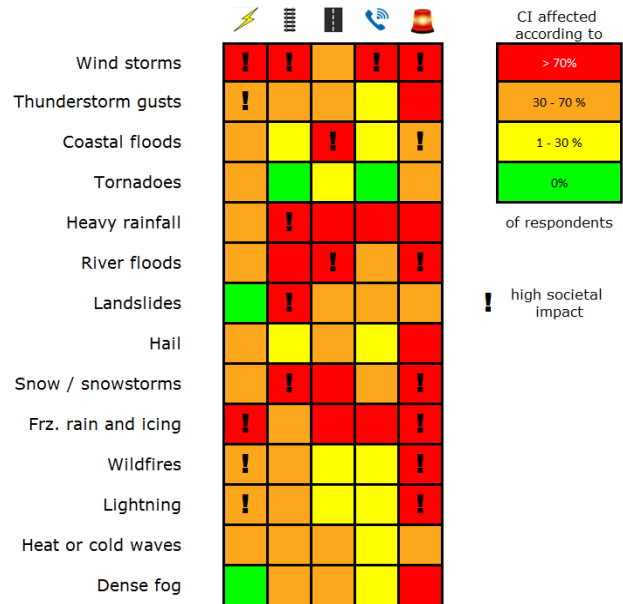 CI affected
according to
Wind storms ! ! ! !
> 70%
Thunderstorm gusts !
30 - 70 %
Coastal floods ! !
1 - 30 %
Tornadoes
0%
Heavy rainfall !
of respondents
River floods ! !
Landslides !
! high societal
impact
Hail
Snow / snowstorms ! !
Frz. rain and icing ! !
Wildfires ! !
Lightning ! !
Heat or cold waves
Dense fog